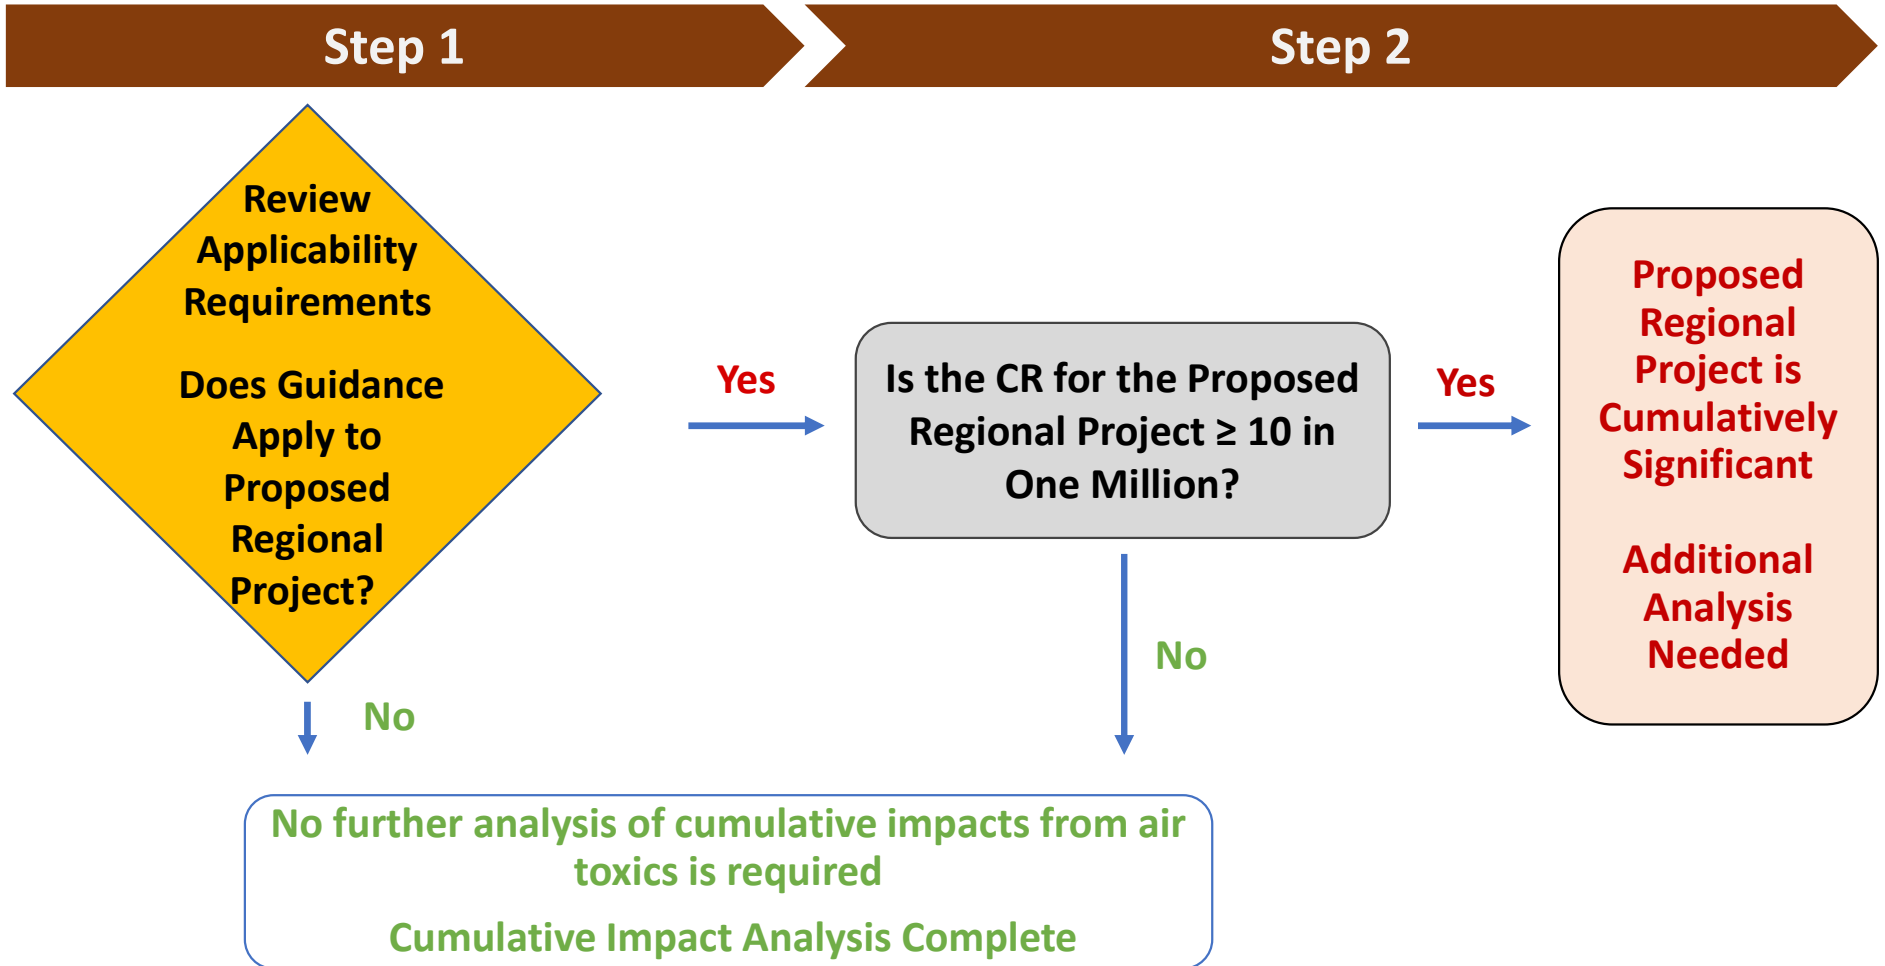 Step 1
Step 2
Review
Applicability
Requirements
Does Guidance
Apply to
Proposed
Regional
Project?
Yes
No
Is the CR for the Proposed
Regional Project ≥ 10 in
One Million?
Yes
No
Proposed
Regional
Project is
Cumulatively
Significant
Additional
Analysis
Needed
No further analysis of cumulative impacts from air
toxics is required
Cumulative Impact Analysis Complete